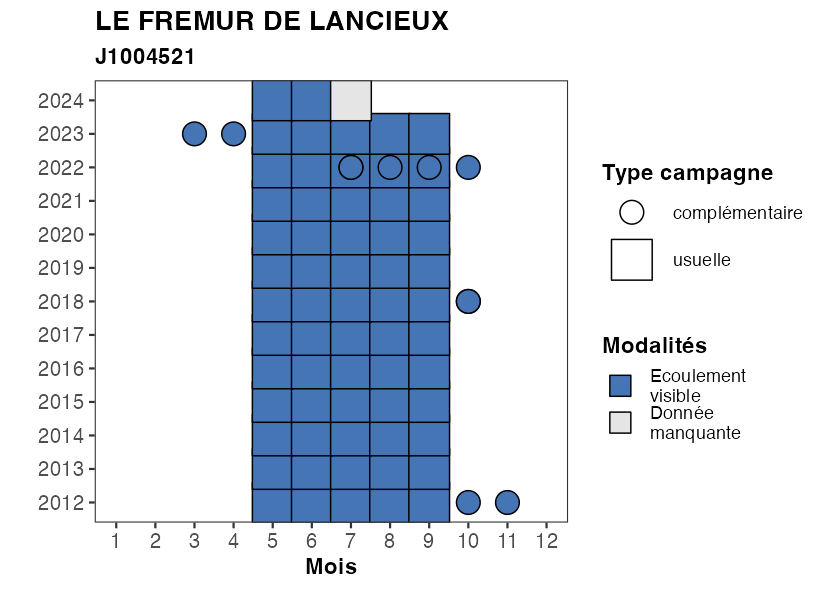 LE FREMUR DE LANCIEUX
J1004521
2024
2023
2022
2021
2020
2019
2018
2017
2016
2015
2014
2013
2012
1 2 3 4 5 6 7 8 9 10 11 12
Mois
Type campagne
complémentaire
usuelle
Modalités
Ecoulement
visible
Donnée
manquante